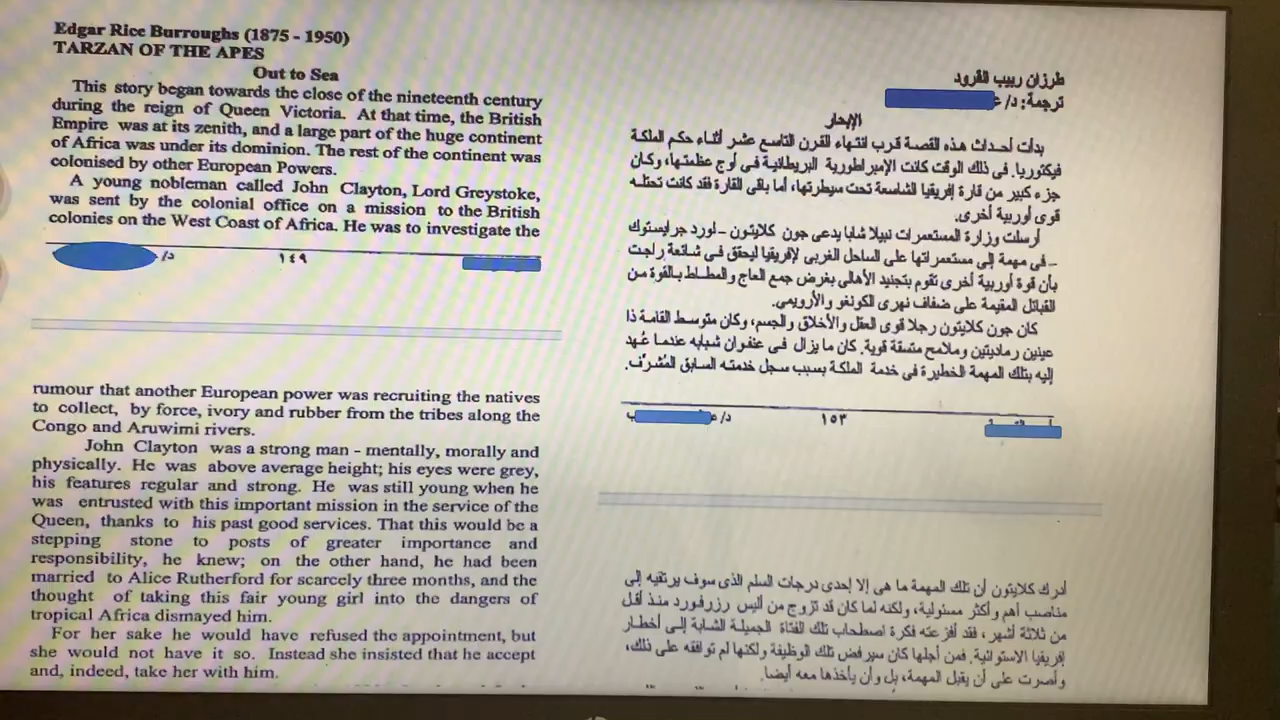 Edgar Rice Burroughs (1875 - 1950)
TARZAN OF THE APES
Out to Sea
This story began towards the close of the nineteenth century
during the reign of Queen Victoria. At that time, the British
Empire was at its zenith, and a large part of the huge continent
of Africa was under its dominion. The rest of the continent was
colonised by other European Powers.
A young nobleman called John Clayton, Lord Greystoke,
was sent by the colonial office on a mission to the British
colonies on the West Coast of Africa. He was to investigate the
د/ ١٤٩
rumour that another European power was recruiting the natives
to collect, by force, ivory and rubber from the tribes along the
Congo and Aruwimi rivers.
John Clayton was a strong man - mentally, morally and
physically. He was above average height; his eyes were grey,
his features regular and strong. He was still young when he
was entrusted with this important mission in the service of the
Queen, thanks to his past good services. That this would be a
stepping stone to posts of greater importance and
responsibility, he knew; on the other hand, he had been
married to Alice Rutherford for scarcely three months, and the
thought of taking this fair young girl into the dangers of
tropical Africa dismayed him.
For her sake he would have refused the appointment, but
she would not have it so. Instead she insisted that he accept
and, indeed, take her with him.
طرزان ربيب القرود
ترجمة: د/
الإبحار
بدأت أحداث هذه القصة قرب انتهاء القرن التاسع عشر أثناء حكم الملكة
فيكتوريا. فى ذلك الوقت كانت الإمبراطورية البريطانية فى أوج عظمتها، وكان
جزء كبير من قارة إفريقيا الشاسعة تحت سيطرتها، أما باقى القارة فقد كانت تحتله
قوى أوربية أخرى.
أرسلت وزارة المستعمرات نبيلا شابا يدعى جون كلايتون – لورد جرايستوك
– فى مهمة إلى مستعمراتها على الساحل الغربى لإفريقيا ليحقق فى شائعة راجت
بأن قوة أوربية أخرى تقوم بتجنيد الأهالى بغرض جمع العاج والمطاط بالقوة من
القبائل المقيمة على ضفاف نهرى الكونغو والأرويمى.
كان جون كلايتون رجلا قوى العقل والأخلاق والجسم، وكان متوسط القامة ذا
عينين رماديتين وملامح متسقة قوية. كان ما يزال فى عنفوان شبابه عندما عُهد
إليه بتلك المهمة الخطيرة فى خدمة الملكة بسبب سجل خدمته السابق المُشرِّف.
١٥٣ د/
ادرك كلايتون أن تلك المهمة ما هى إلا إحدى درجات السلم الذى سوف يرتقيه إلى
مناصب أهم وأكثر مسئولية، ولكنه لما كان قد تزوج من أليس رزرفورد منذ أقل
من ثلاثة أشهر، فقد أفزعته فكرة اصطحاب تلك الفتاة الجميلة الشابة إلى أخطار
إفريقيا الاستوائية. فمن أجلها كان سيرفض تلك الوظيفة ولكنها لم توافقه على ذلك،
وأصرت على أن يقبل المهمة، بل وأن يأخذها معه أيضا.